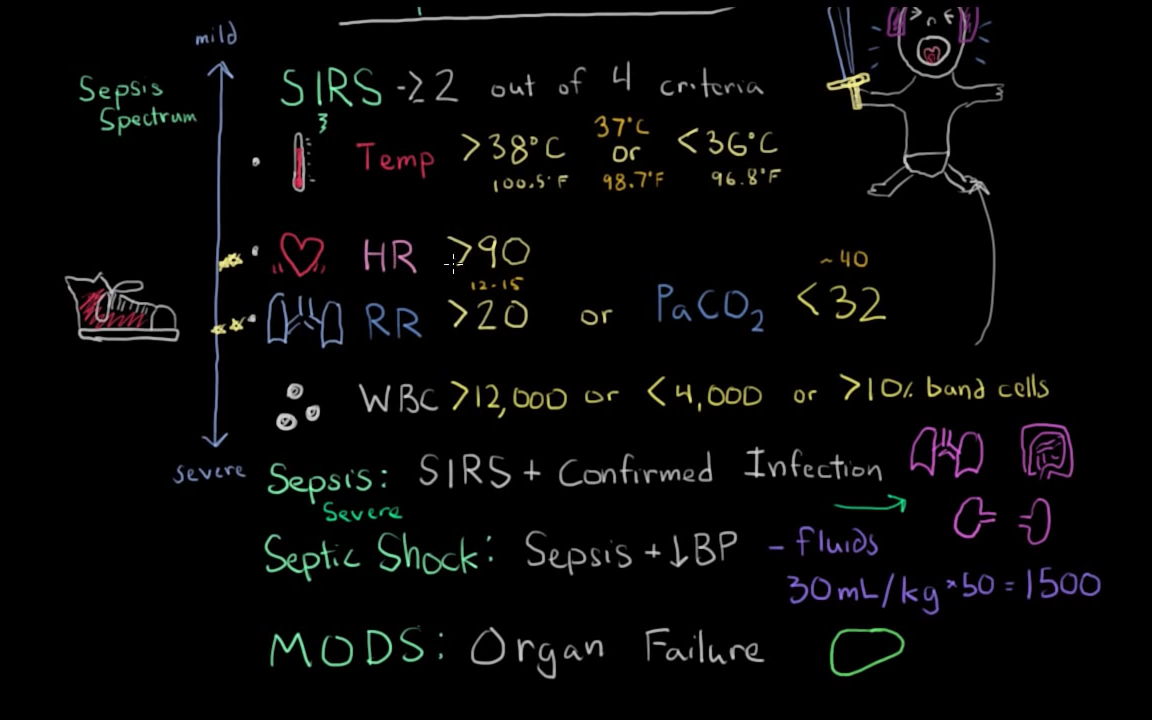 mild
Sepsis
Spectrum
SIRS → ≥2 out of 4 criteria
37°C
Temp >38°C or <36°C
100.5°F 98.7°F 96.8°F
HR >90
12-15 ~40
RR >20 or PaCO2 <32
WBC >12,000 or <4,000 or >10% band cells
severe
Sepsis: SIRS + Confirmed Infection
Severe
Septic Shock: Sepsis + ↓BP - fluids
30mL/kg × 50 = 1500
MODS: Organ Failure